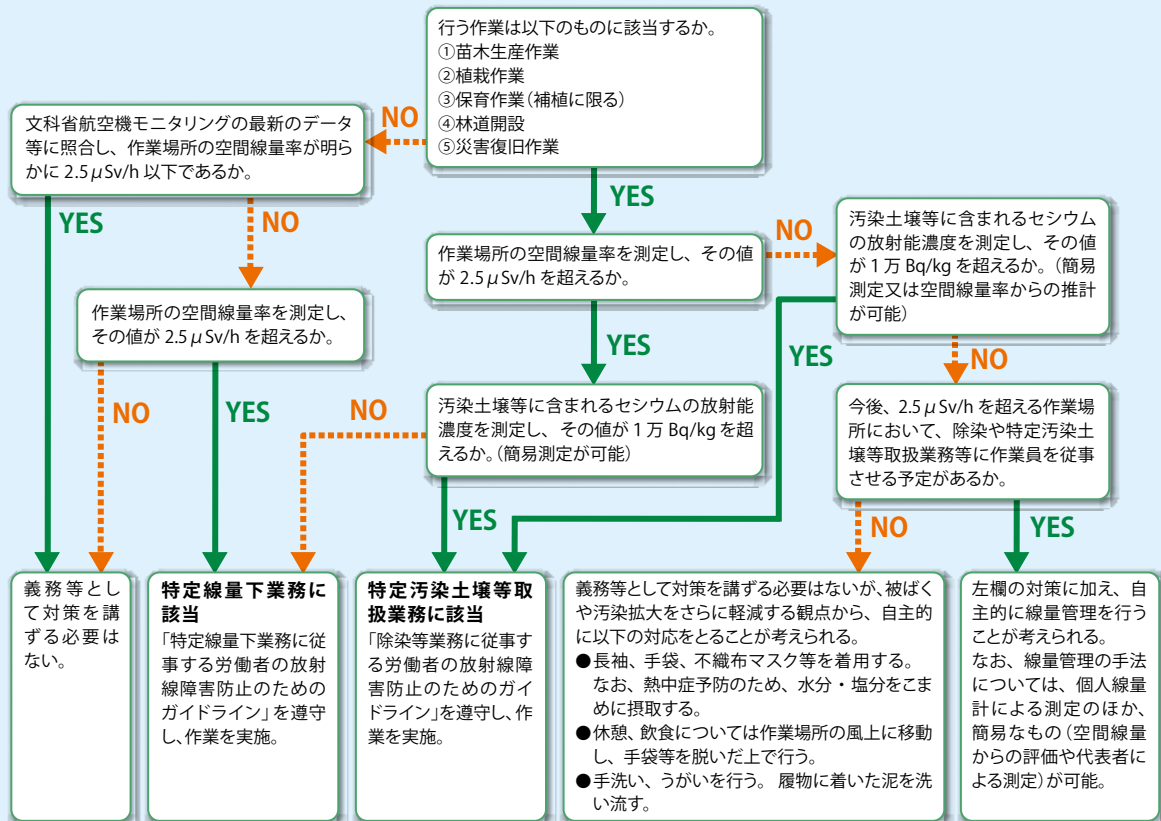 行う作業は以下のものに該当するか。
①苗木生産作業
②植栽作業
③保育作業（補植に限る）
④林道開設
⑤災害復旧作業
NO
文科省航空機モニタリングの最新のデータ
等に照合し、作業場所の空間線量率が明ら
かに 2.5μSv/h 以下であるか。
YES
NO
YES
作業場所の空間線量率を測定し、その値
が 2.5μSv/h を超えるか。
NO
汚染土壌等に含まれるセシウム
の放射能濃度を測定し、その値
が 1 万 Bq/kg を超えるか。（簡易
測定又は空間線量率からの推計
が可能）
作業場所の空間線量率を測定し、
その値が 2.5μSv/h を超えるか。
YES
YES
NO
NO
YES
NO
汚染土壌等に含まれるセシウムの放射能
濃度を測定し、その値が 1 万 Bq/kg を超
えるか。（簡易測定が可能）
今後、2.5μSv/h を超える作業場
所において、除染や特定汚染土
壌等取扱業務等に作業員を従事
させる予定があるか。
YES
NO
YES
義務等とし
て対策を講
ずる必要は
ない。
特定線量下業務に
該当
「特定線量下業務に従
事する労働者の放射
線障害防止のための
ガイドライン」を遵守
し、作業を実施。
特定汚染土壌等取
扱業務に該当
「除染等業務に従事す
る労働者の放射線障
害防止のためのガイ
ドライン」を遵守し、作
業を実施。
義務等として対策を講ずる必要はないが、被ばく
や汚染拡大をさらに軽減する観点から、自主的
に以下の対応をとることが考えられる。
●長袖、手袋、不織布マスク等を着用する。
なお、熱中症予防のため、水分・塩分をこま
めに摂取する。
●休憩、飲食については作業場所の風上に移動
し、手袋等を脱いだ上で行う。
●手洗い、うがいを行う。 履物に着いた泥を洗
い流す。
左欄の対策に加え、自
主的に線量管理を行う
ことが考えられる。
なお、線量管理の手法
については、個人線量
計による測定のほか、
簡易なもの（空間線量
からの評価や代表者に
よる測定）が可能。